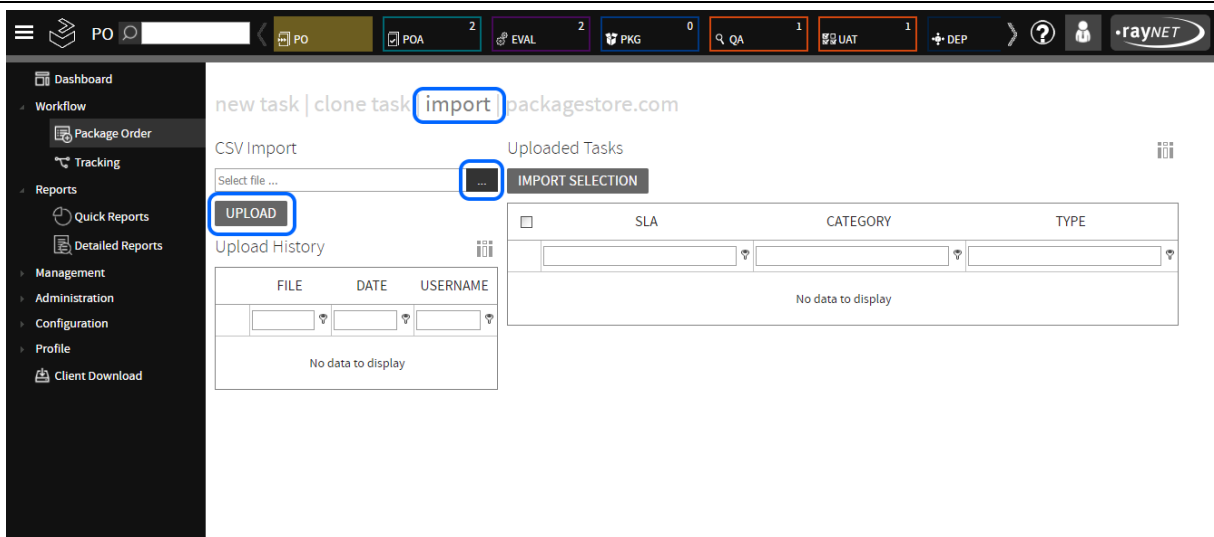 PO
PO
POA 2
EVAL 2
PKG 0
QA 1
UAT 1
DEP
?
rayNET
Dashboard
Workflow
Package Order
Tracking
Reports
Quick Reports
Detailed Reports
Management
Administration
Configuration
Profile
Client Download
new task | clone task | import | packagestore.com
CSV Import
Select file ...
...
UPLOAD
Upload History
FILE DATE USERNAME
No data to display
Uploaded Tasks
IMPORT SELECTION
SLA CATEGORY TYPE
No data to display